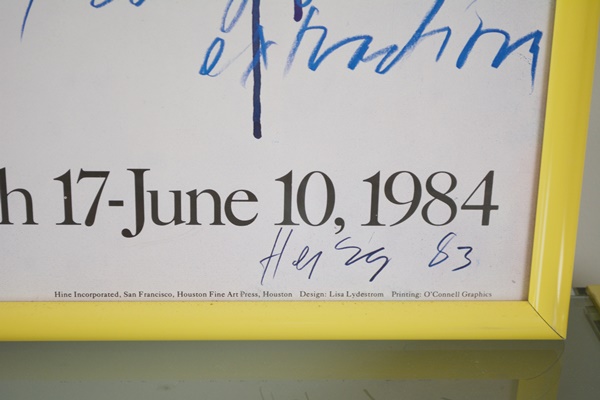 extraction
h 17-June 10, 1984
83
Hine Incorporated, San Francisco, Houston Fine Art Press, Houston Design: Lisa Lydestrom Printing: O'Connell Graphics